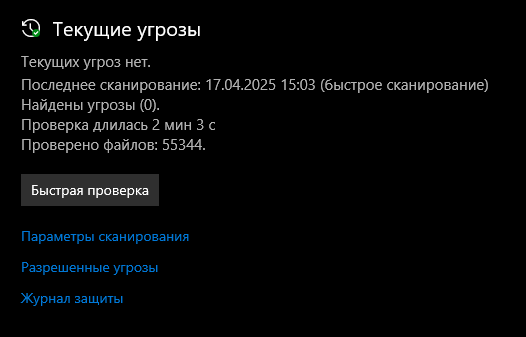 Текущие угрозы
Текущих угроз нет.
Последнее сканирование: 17.04.2025 15:03 (быстрое сканирование)
Найдены угрозы (0).
Проверка длилась 2 мин 3 с
Проверено файлов: 55344.
Быстрая проверка
Параметры сканирования
Разрешенные угрозы
Журнал защиты